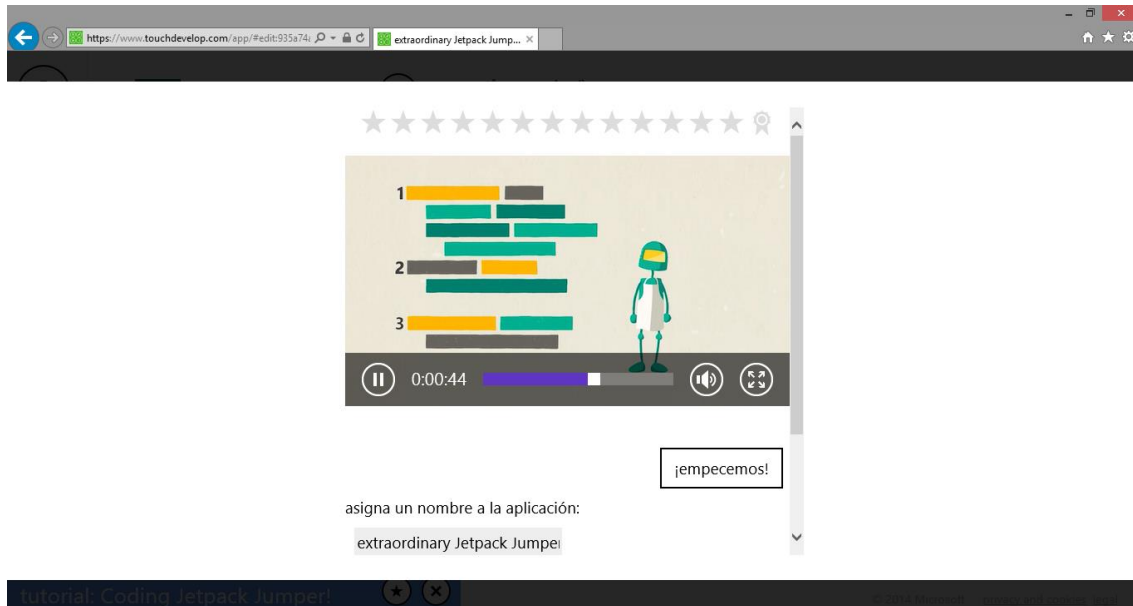 https://www.touchdevelop.com/app/#edit:935a74
extraordinary Jetpack Jump...
1
2
3
0:00:44
¡empecemos!
asigna un nombre a la aplicación:
extraordinary Jetpack Jumper
tutorial: Coding Jetpack Jumper!
© 2014 Microsoft